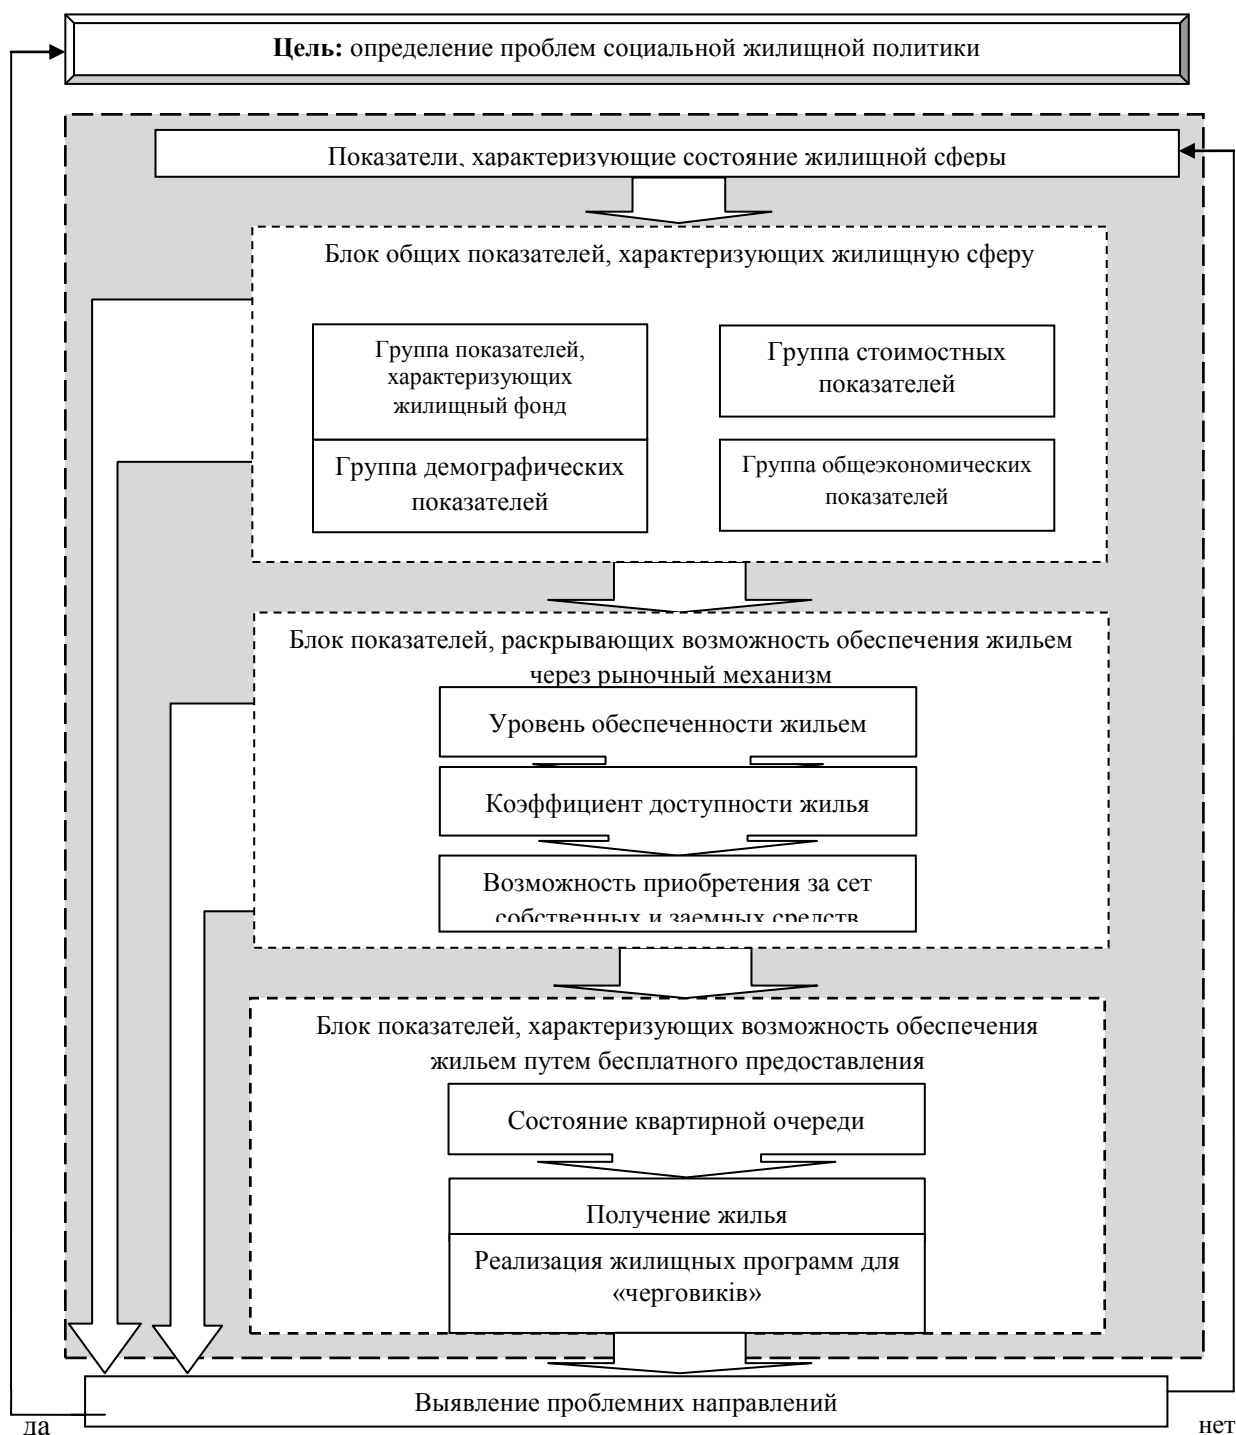 Цель: определение проблем социальной жилищной политики
Показатели, характеризующие состояние жилищной сферы
Блок общих показателей, характеризующих жилищную сферу
Группа показателей,
характеризующих
жилищный фонд
Группа стоимостных
показателей
Группа демографических
показателей
Группа общеэкономических
показателей
Блок показателей, раскрывающих возможность обеспечения жильем
через рыночный механизм
Уровень обеспеченности жильем
Коэффициент доступности жилья
Возможность приобретения за сет
собственных и заемных средств
Блок показателей, характеризующих возможность обеспечения
жильем путем бесплатного предоставления
Состояние квартирной очереди
Получение жилья
Реализация жилищных программ для
«черговиків»
Выявление проблемних направлений
да
нет